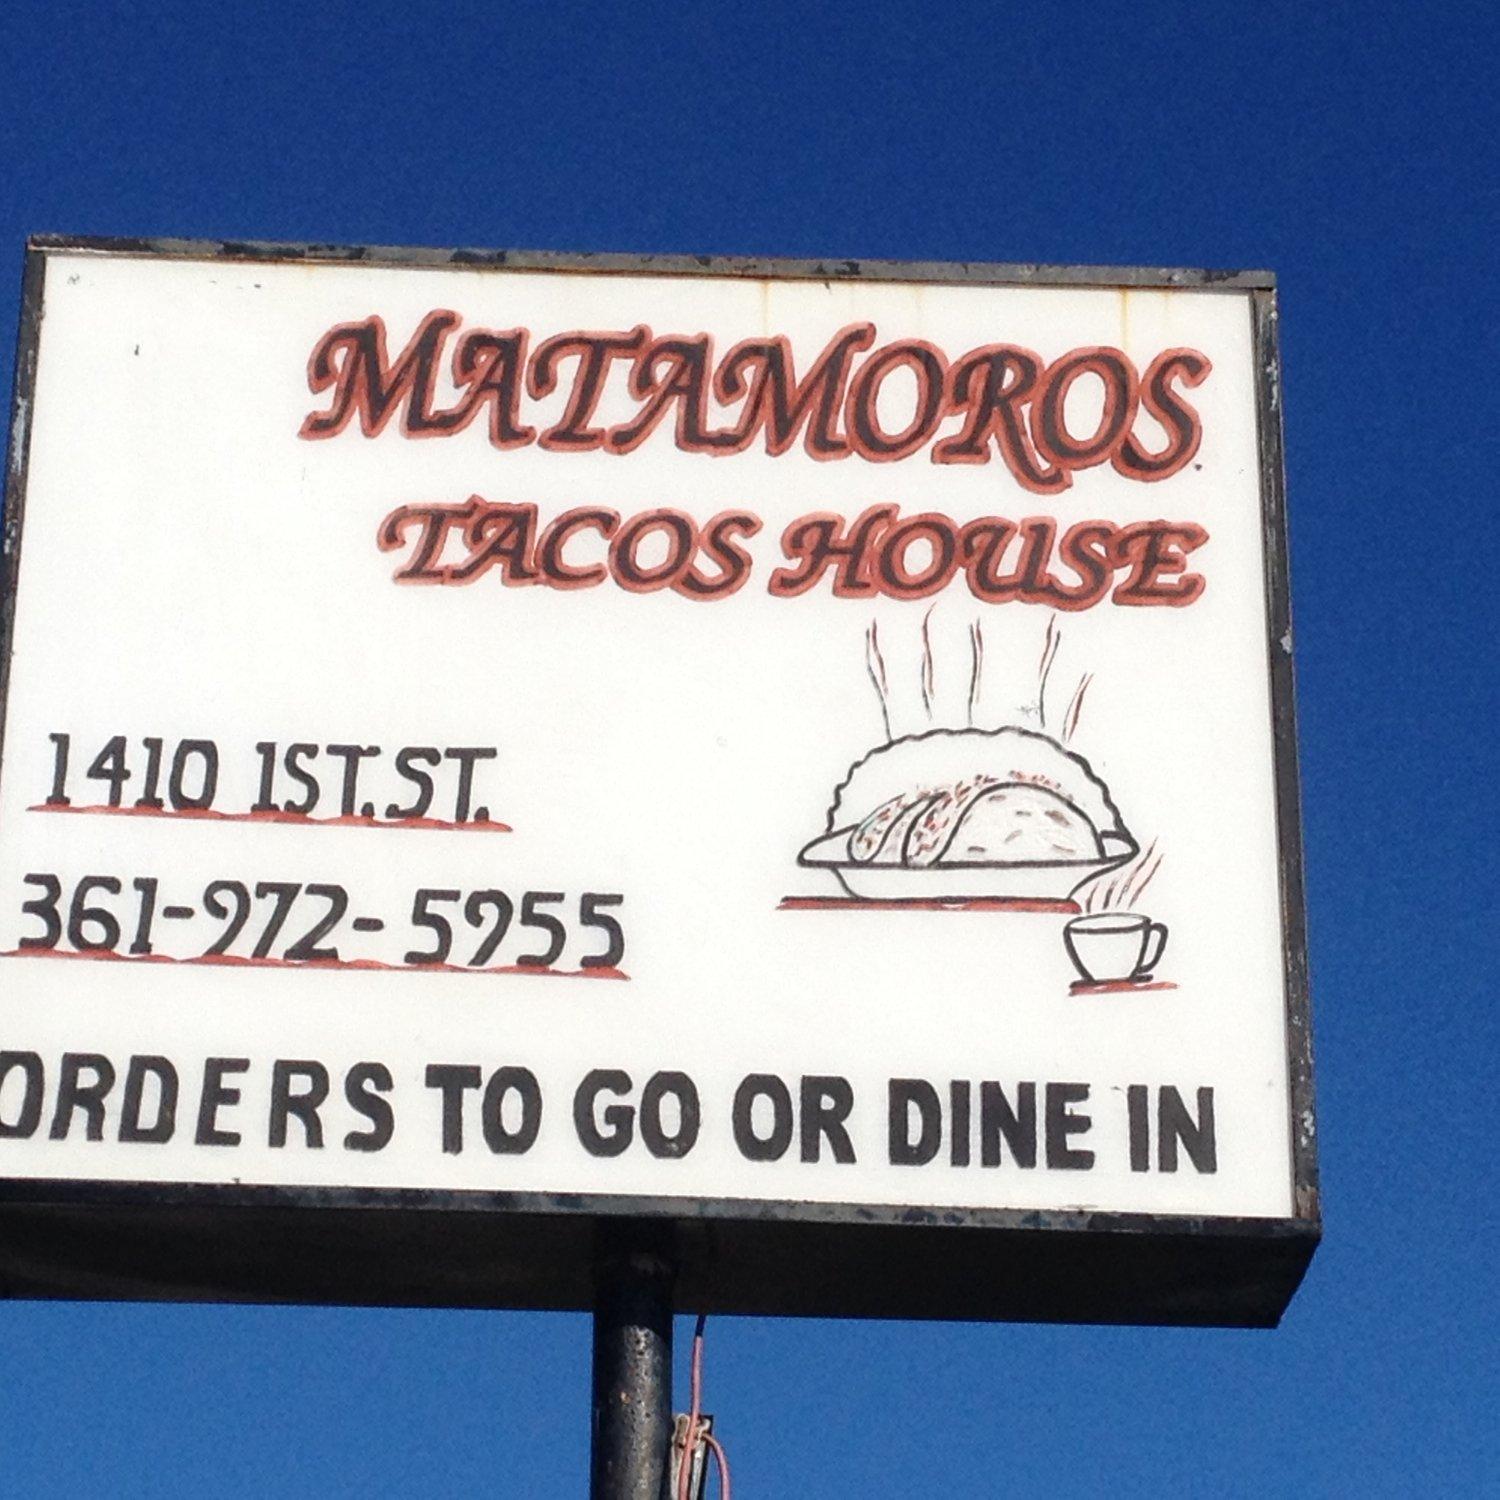 MATAMOROS
TACOS HOUSE
1410 1ST.ST.
361-972-5955
ORDERS TO GO OR DINE IN